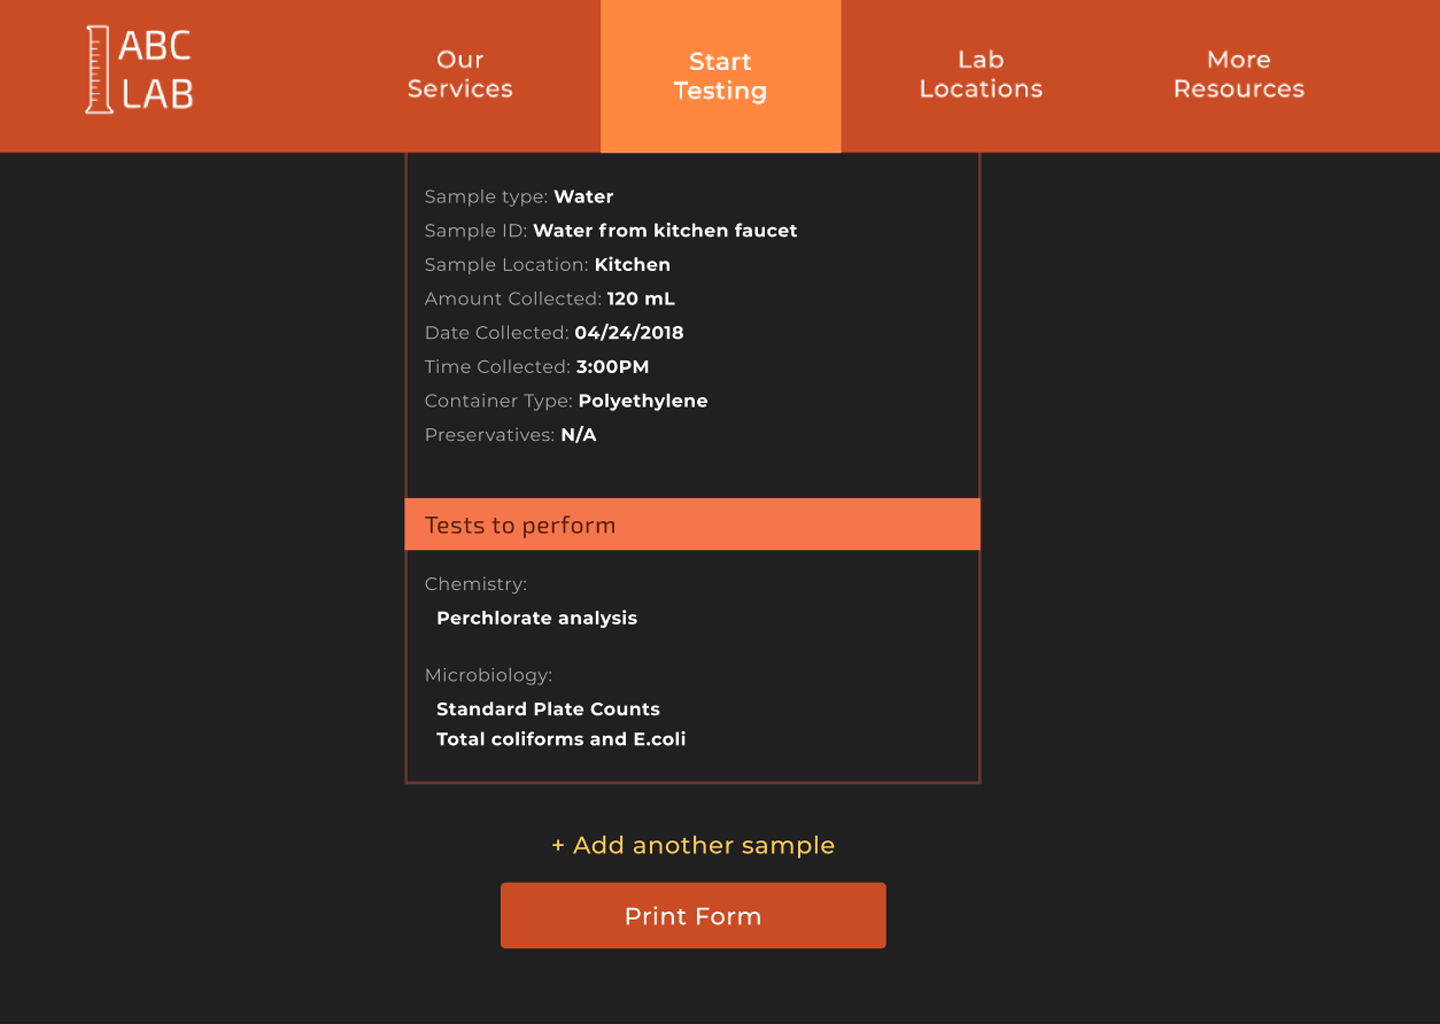 ABC
LAB
Our
Services
Start
Testing
Lab
Locations
More
Resources
Sample type: Water
Sample ID: Water from kitchen faucet
Sample Location: Kitchen
Amount Collected: 120 mL
Date Collected: 04/24/2018
Time Collected: 3:00PM
Container Type: Polyethylene
Preservatives: N/A
Tests to perform
Chemistry:
Perchlorate analysis
Microbiology:
Standard Plate Counts
Total coliforms and E.coli
+ Add another sample
Print Form